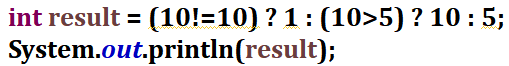 int result = (10!=10) ? 1 : (10>5) ? 10 : 5;
System.out.println(result);